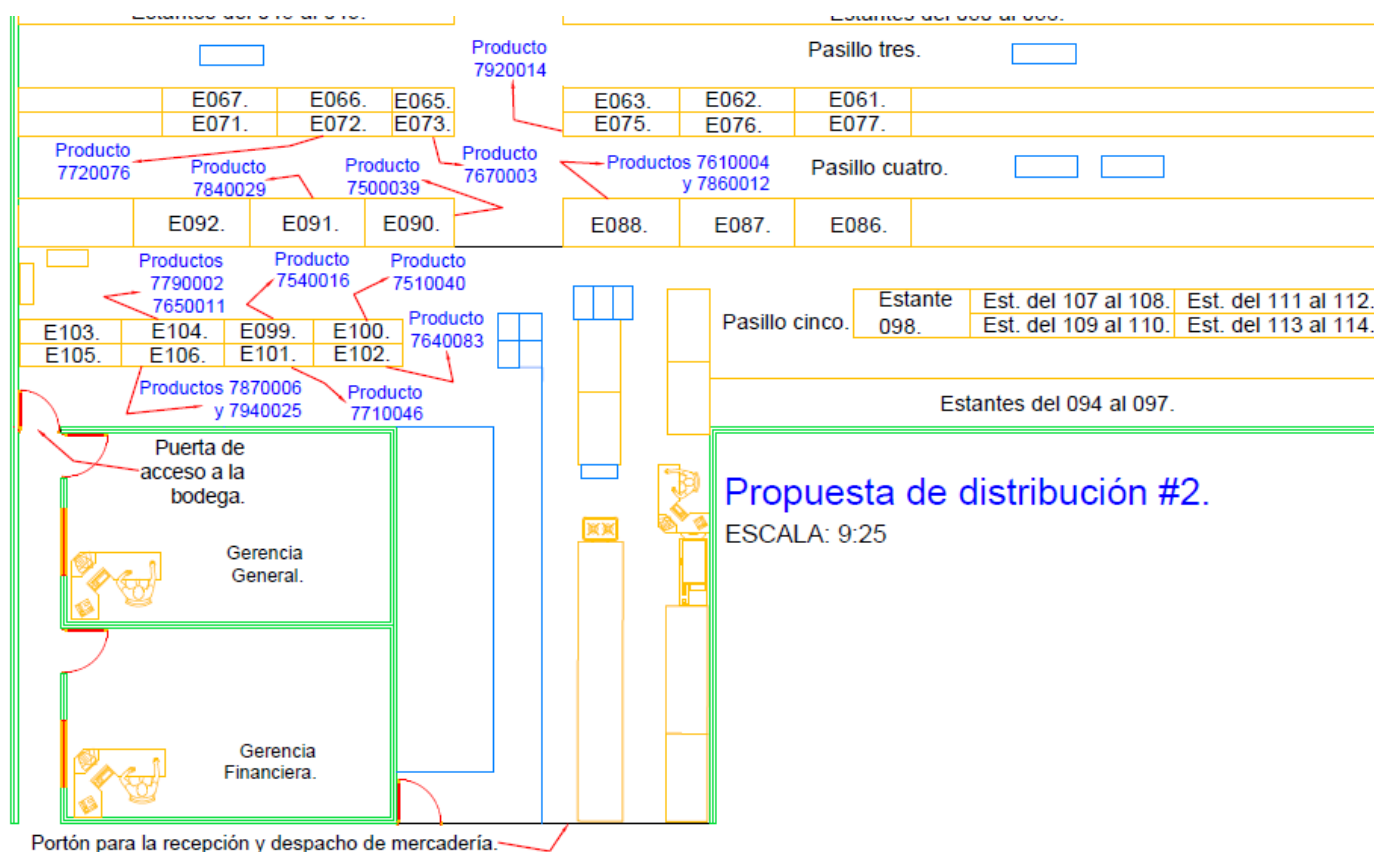 Pasillo tres.
Producto
7920014
E067.
E066.
E065.
E063.
E062.
E061.
E071.
E072.
E073.
E075.
E076.
E077.
Producto
7720076
Producto
7840029
Producto
7500039
Producto
7670003
Productos 7610004
y 7860012
Pasillo cuatro.
E092.
E091.
E090.
E088.
E087.
E086.
Productos
7790002
7650011
Producto
7540016
Producto
7510040
Producto
7640083
E103.
E104.
E099.
E100.
E105.
E106.
E101.
E102.
Pasillo cinco.
Estante
098.
Est. del 107 al 108.
Est. del 111 al 112.
Est. del 109 al 110.
Est. del 113 al 114.
Productos 7870006
y 7940025
Producto
7710046
Estantes del 094 al 097.
Puerta de
acceso a la
bodega.
Propuesta de distribución #2.
ESCALA: 9:25
Gerencia
General.
Gerencia
Financiera.
Portón para la recepción y despacho de mercadería.